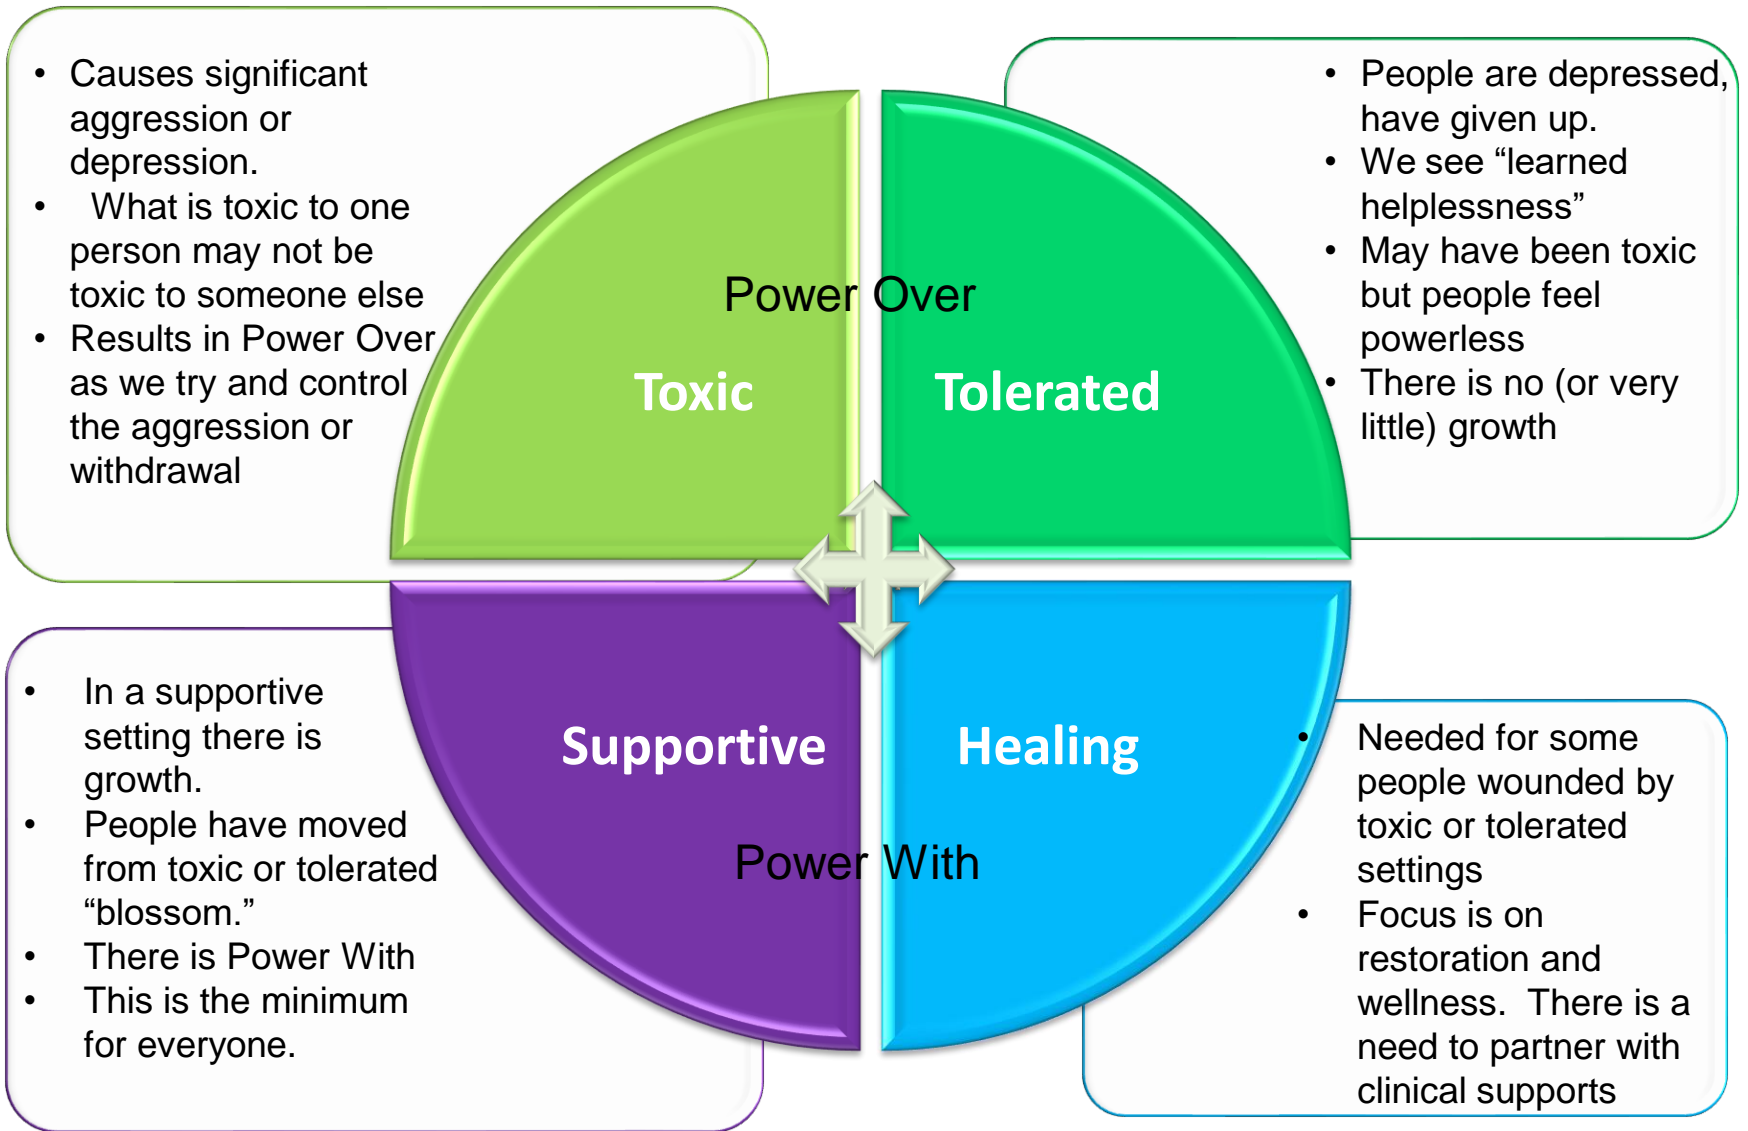 • Causes significant
aggression or
depression.
• What is toxic to one
person may not be
toxic to someone else
• Results in Power Over
as we try and control
the aggression or
withdrawal
• People are depressed,
have given up.
• We see “learned
helplessness”
• May have been toxic
but people feel
powerless
• There is no (or very
little) growth
Power Over
Toxic
Tolerated
Supportive
Healing
Power With
• In a supportive
setting there is
growth.
• People have moved
from toxic or tolerated
“blossom.”
• There is Power With
• This is the minimum
for everyone.
• Needed for some
people wounded by
toxic or tolerated
settings
• Focus is on
restoration and
wellness. There is a
need to partner with
clinical supports